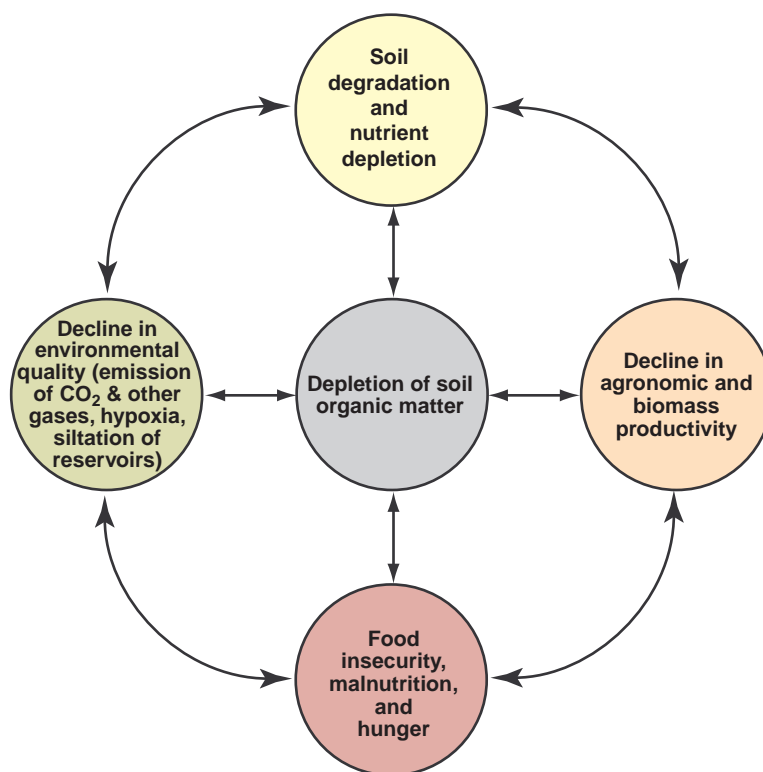 Soil
degradation
and
nutrient
depletion
Decline in
environmental
quality (emission
of CO₂ & other
gases, hypoxia,
siltation of
reservoirs)
Depletion of soil
organic matter
Decline in
agronomic and
biomass
productivity
Food
insecurity,
malnutrition,
and
hunger